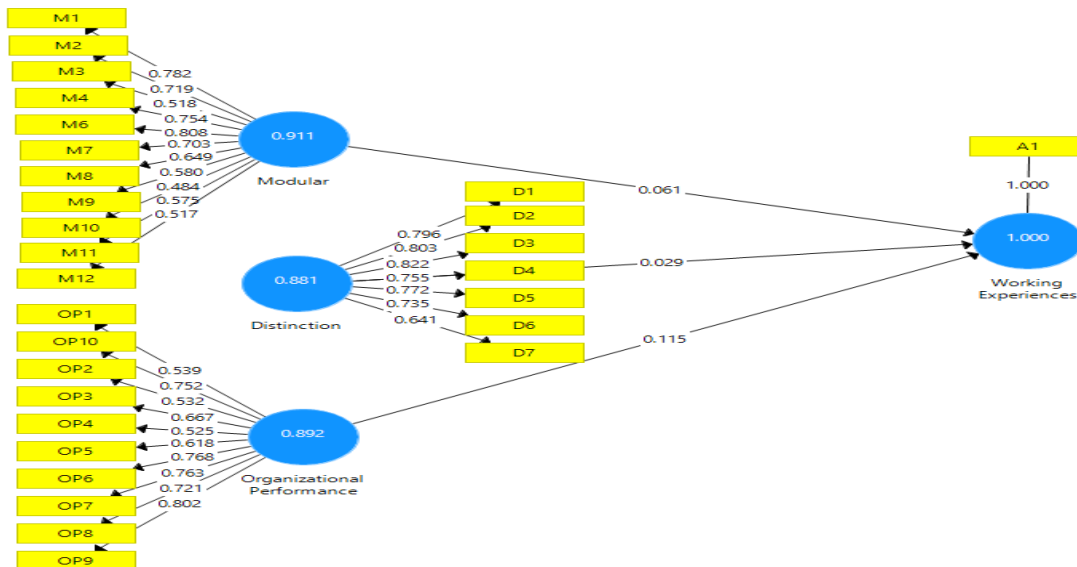 M1
M2
M3
M4
M6
M7
M8
M9
M10
M11
M12
0.782
0.719
0.518
0.754
0.808
0.703
0.649
0.580
0.484
0.575
0.517
0.911
Modular
0.061
A1
1.000
1.000
Working
Experiences
D1
D2
D3
D4
D5
D6
D7
0.796
0.803
0.822
0.755
0.772
0.735
0.641
0.881
Distinction
0.029
0.115
OP1
OP10
OP2
OP3
OP4
OP5
OP6
OP7
OP8
OP9
0.539
0.752
0.532
0.667
0.525
0.618
0.768
0.763
0.721
0.802
0.892
Organizational
Performance